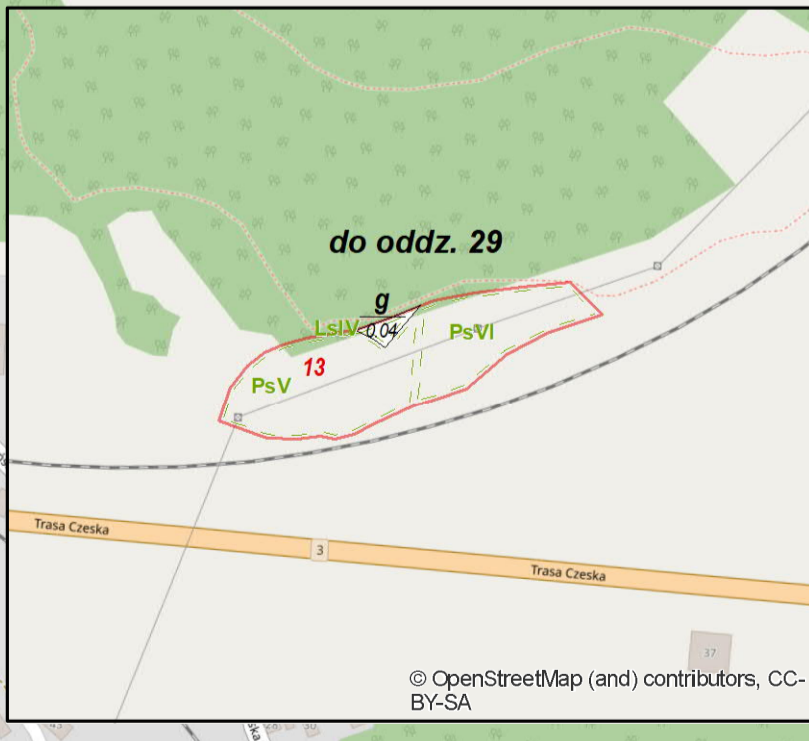 do oddz. 29
g
LsIV 0.04
PsVI
13
PsV
Trasa Czeska
3
Trasa Czeska
37
© OpenStreetMap (and) contributors, CC-
BY-SA
ska